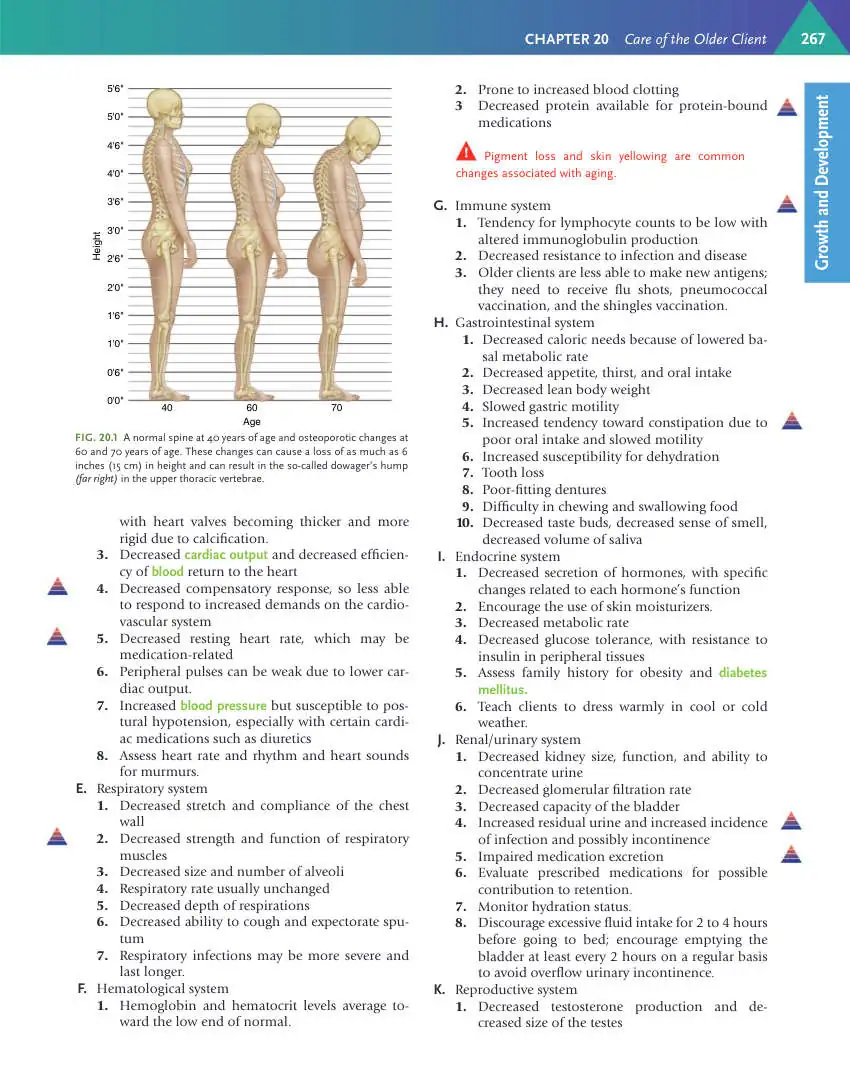 CHAPTER 20 Care of the Older Client 267
Growth and Development
5'6"
5'0"
4'6"
4'0"
3'6"
3'0"
2'6"
2'0"
1'6"
1'0"
0'6"
0'0"
Height
40 60 70
Age
FIG. 20.1 A normal spine at 40 years of age and osteoporotic changes at
60 and 70 years of age. These changes can cause a loss of as much as 6
inches (15 cm) in height and can result in the so-called dowager's hump
(far right) in the upper thoracic vertebrae.
with heart valves becoming thicker and more
rigid due to calcification.
3. Decreased cardiac output and decreased efficien-
cy of blood return to the heart
4. Decreased compensatory response, so less able
to respond to increased demands on the cardio-
vascular system
5. Decreased resting heart rate, which may be
medication-related
6. Peripheral pulses can be weak due to lower car-
diac output.
7. Increased blood pressure but susceptible to pos-
tural hypotension, especially with certain cardi-
ac medications such as diuretics
8. Assess heart rate and rhythm and heart sounds
for murmurs.
E. Respiratory system
1. Decreased stretch and compliance of the chest
wall
2. Decreased strength and function of respiratory
muscles
3. Decreased size and number of alveoli
4. Respiratory rate usually unchanged
5. Decreased depth of respirations
6. Decreased ability to cough and expectorate spu-
tum
7. Respiratory infections may be more severe and
last longer.
F. Hematological system
1. Hemoglobin and hematocrit levels average to-
ward the low end of normal.
2. Prone to increased blood clotting
3 Decreased protein available for protein-bound
medications
! Pigment loss and skin yellowing are common
changes associated with aging.
G. Immune system
1. Tendency for lymphocyte counts to be low with
altered immunoglobulin production
2. Decreased resistance to infection and disease
3. Older clients are less able to make new antigens;
they need to receive flu shots, pneumococcal
vaccination, and the shingles vaccination.
H. Gastrointestinal system
1. Decreased caloric needs because of lowered ba-
sal metabolic rate
2. Decreased appetite, thirst, and oral intake
3. Decreased lean body weight
4. Slowed gastric motility
5. Increased tendency toward constipation due to
poor oral intake and slowed motility
6. Increased susceptibility for dehydration
7. Tooth loss
8. Poor-fitting dentures
9. Difficulty in chewing and swallowing food
10. Decreased taste buds, decreased sense of smell,
decreased volume of saliva
I. Endocrine system
1. Decreased secretion of hormones, with specific
changes related to each hormone's function
2. Encourage the use of skin moisturizers.
3. Decreased metabolic rate
4. Decreased glucose tolerance, with resistance to
insulin in peripheral tissues
5. Assess family history for obesity and diabetes
mellitus.
6. Teach clients to dress warmly in cool or cold
weather.
J. Renal/urinary system
1. Decreased kidney size, function, and ability to
concentrate urine
2. Decreased glomerular filtration rate
3. Decreased capacity of the bladder
4. Increased residual urine and increased incidence
of infection and possibly incontinence
5. Impaired medication excretion
6. Evaluate prescribed medications for possible
contribution to retention.
7. Monitor hydration status.
8. Discourage excessive fluid intake for 2 to 4 hours
before going to bed; encourage emptying the
bladder at least every 2 hours on a regular basis
to avoid overflow urinary incontinence.
K. Reproductive system
1. Decreased testosterone production and de-
creased size of the testes